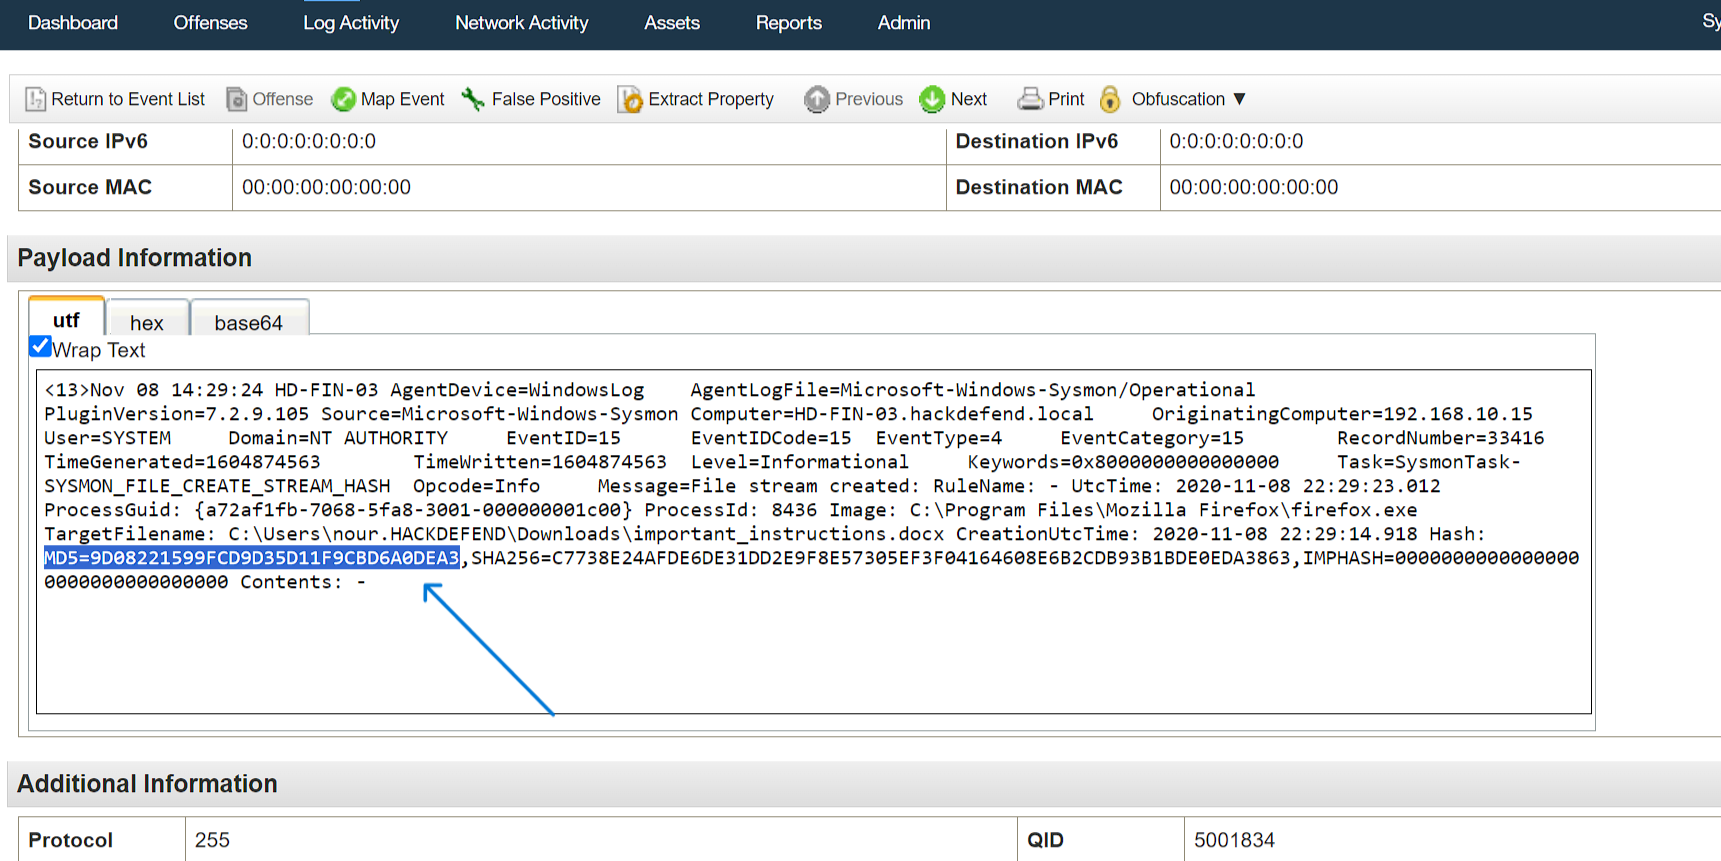 Dashboard Offenses Log Activity Network Activity Assets Reports Admin Sy
Return to Event List Offense Map Event False Positive Extract Property Previous Next Print Obfuscation ▼
Source IPv6 0:0:0:0:0:0:0:0 Destination IPv6 0:0:0:0:0:0:0:0
Source MAC 00:00:00:00:00:00 Destination MAC 00:00:00:00:00:00
Payload Information
utf hex base64
Wrap Text
<13>Nov 08 14:29:24 HD-FIN-03 AgentDevice=WindowsLog AgentLogFile=Microsoft-Windows-Sysmon/Operational
PluginVersion=7.2.9.105 Source=Microsoft-Windows-Sysmon Computer=HD-FIN-03.hackdefend.local OriginatingComputer=192.168.10.15
User=SYSTEM Domain=NT AUTHORITY EventID=15 EventIDCode=15 EventType=4 EventCategory=15 RecordNumber=33416
TimeGenerated=1604874563 TimeWritten=1604874563 Level=Informational Keywords=0x8000000000000000 Task=SysmonTask-
SYSMON_FILE_CREATE_STREAM_HASH Opcode=Info Message=File stream created: RuleName: - UtcTime: 2020-11-08 22:29:23.012
ProcessGuid: {a72af1fb-7068-5fa8-3001-000000001c00} ProcessId: 8436 Image: C:\Program Files\Mozilla Firefox\firefox.exe
TargetFilename: C:\Users\nour.HACKDEFEND\Downloads\important_instructions.docx CreationUtcTime: 2020-11-08 22:29:14.918 Hash:
MD5=9D08221599FCD9D35D11F9CBD6A0DEA3,SHA256=C7738E24AFDE6DE31DD2E9F8E57305EF3F04164608E6B2CDB93B1BDE0EDA3863,IMPHASH=0000000000000000
0000000000000000 Contents: -
Additional Information
Protocol 255 QID 5001834